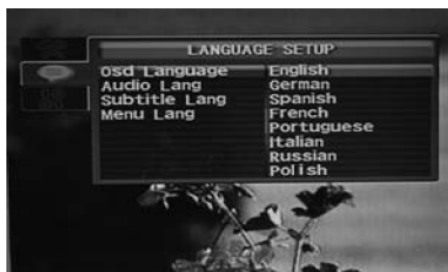 LANGUAGE SETUP
Osd Language English
Audio Lang German
Subtitle Lang Spanish
Menu Lang French
Portuguese
Italian
Russian
Polish